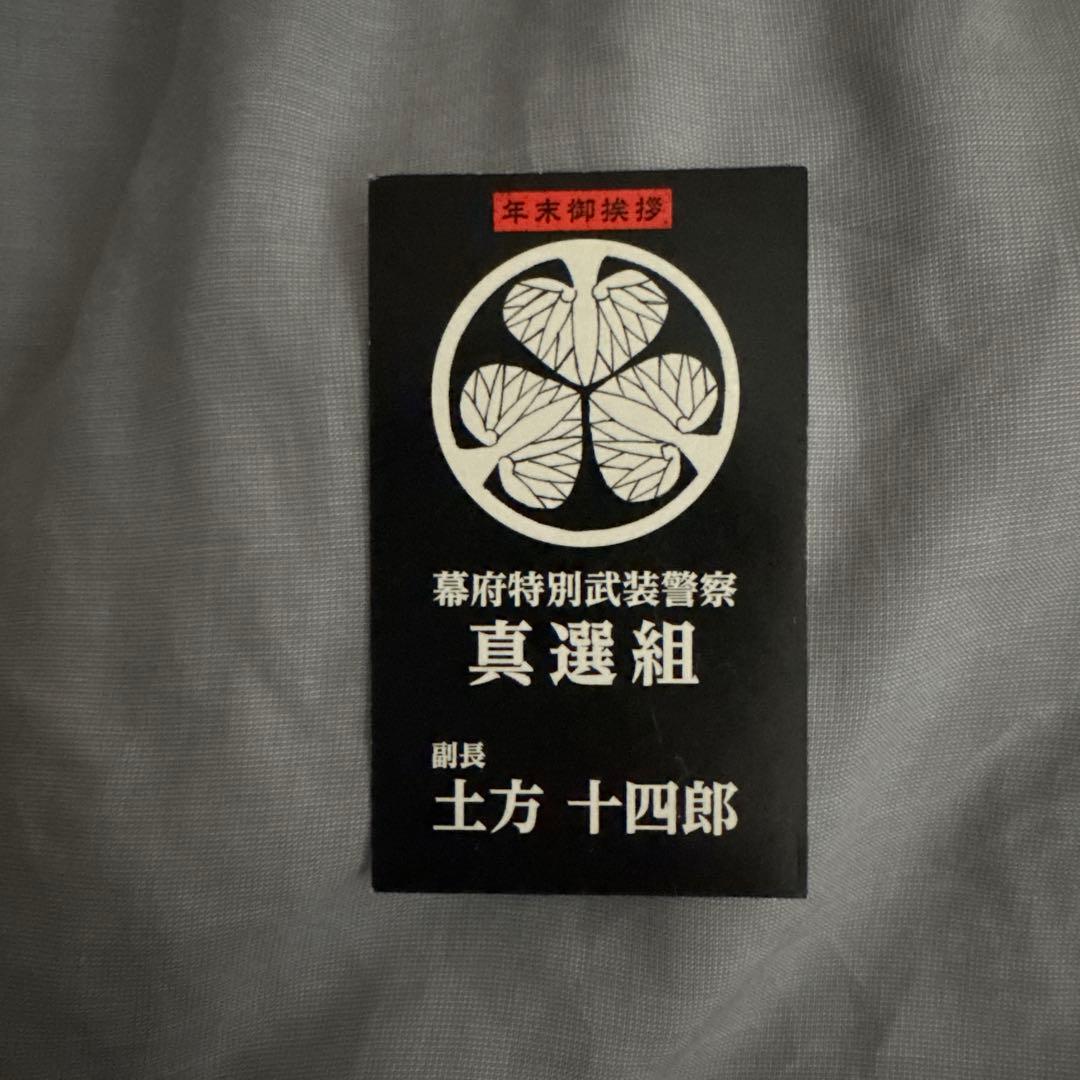 年末御挨拶
幕府特別武装警察
真選組
副長
土方 十四郎